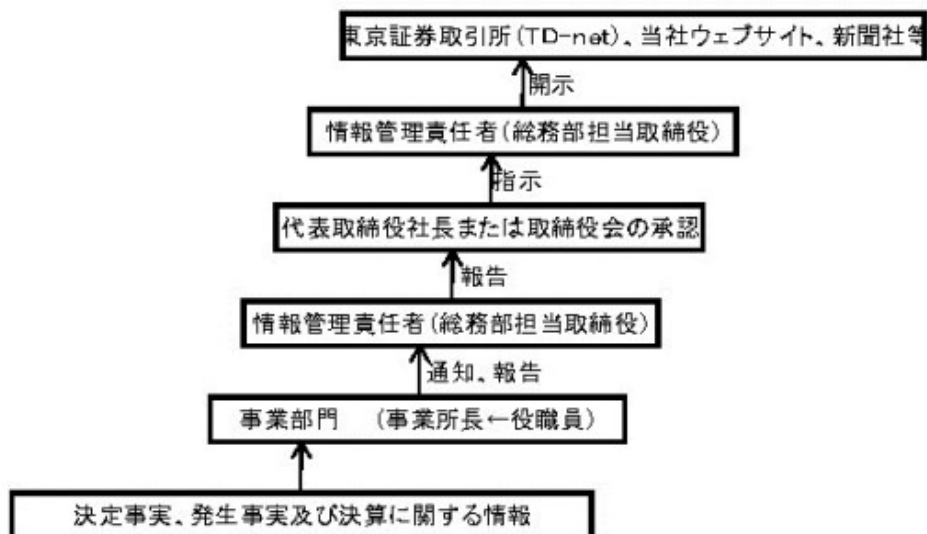 東京証券取引所(TD-net)、当社ウェブサイト、新聞社等
開示
情報管理責任者(総務部担当取締役)
指示
代表取締役社長または取締役会の承認
報告
情報管理責任者(総務部担当取締役)
通知、報告
事業部門　(事業所長←役職員)
決定事実、発生事実及び決算に関する情報